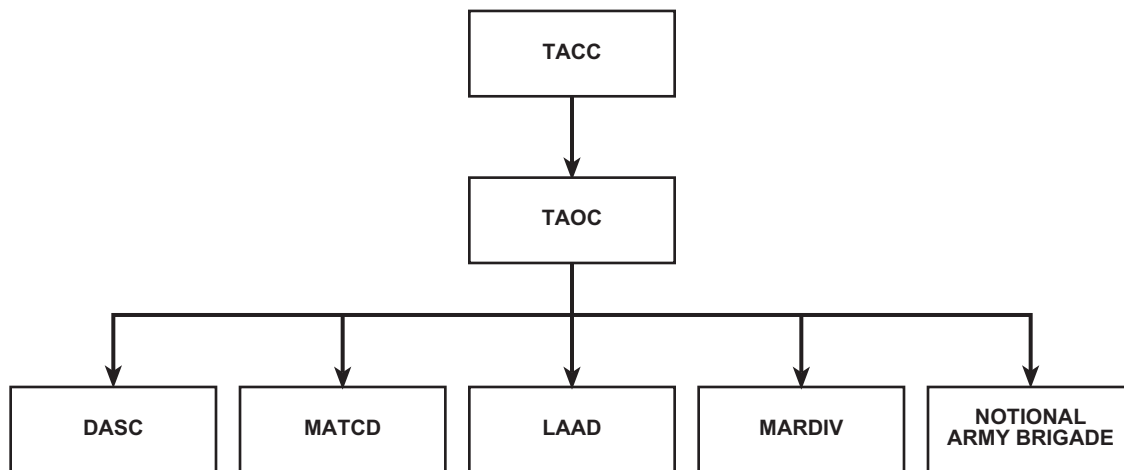 TACC
TAOC
DASC
MATCD
LAAD
MARDIV
NOTIONAL
ARMY BRIGADE